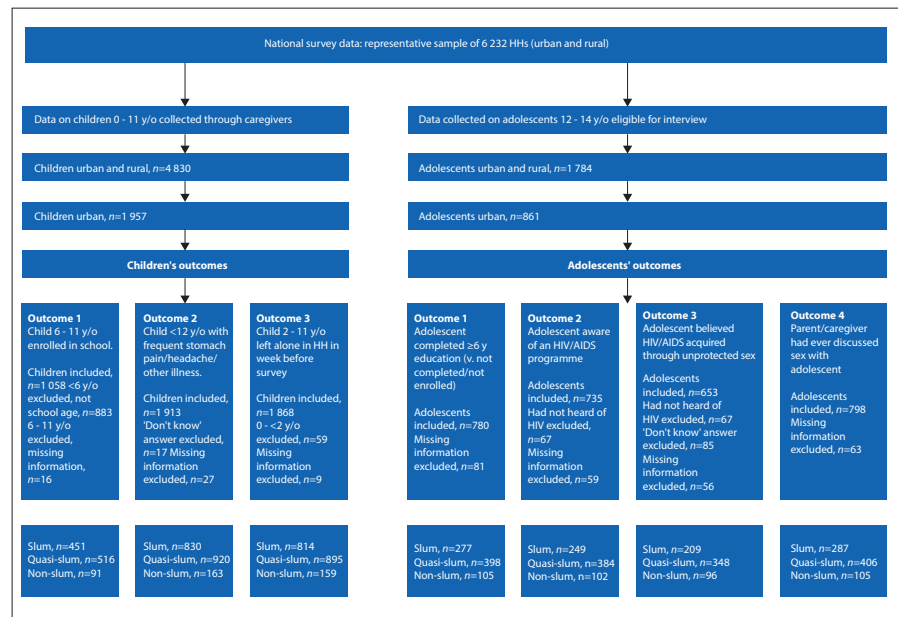 National survey data: representative sample of 6 232 HHs (urban and rural)
Data on children 0 - 11 y/o collected through caregivers
Data collected on adolescents 12 - 14 y/o eligible for interview
Children urban and rural, n=4 830
Adolescents urban and rural, n=1 784
Children urban, n=1 957
Adolescents urban, n=861
Children's outcomes
Adolescents' outcomes
Outcome 1
Child 6 - 11 y/o
enrolled in school.
Children included,
n=1 058 <6 y/o
excluded, not
school age, n=883
6 - 11 y/o
excluded,
missing
information,
n=16
Outcome 2
Child <12 y/o with
frequent stomach
pain/headache/
other illness.
Children included,
n=1 913
'Don't know'
answer excluded,
n=17 Missing
information
excluded, n=27
Outcome 3
Child 2 - 11 y/o
left alone in HH in
week before
survey
Children included,
n=1 868
0 - <2 y/o
excluded, n=59
Missing
information
excluded, n=9
Outcome 1
Adolescent
completed ≥6 y
education (v. not
completed/not
enrolled)
Adolescents
included, n=780
Missing
information
excluded, n=81
Outcome 2
Adolescent aware
of an HIV/AIDS
programme
Adolescents
included, n=735
Had not heard of
HIV excluded,
n=67
Missing
information
excluded, n=59
Outcome 3
Adolescent believed
HIV/AIDS acquired
through unprotected sex
Adolescents
included, n=653
Had not heard of
HIV excluded, n=67
'Don't know' answer
excluded, n=85
Missing
information
excluded, n=56
Outcome 4
Parent/caregiver
had ever discussed
sex with
adolescent
Adolescents
included, n=798
Missing
information
excluded, n=63
Slum, n=451
Quasi-slum, n=516
Non-slum, n=91
Slum, n=830
Quasi-slum, n=920
Non-slum, n=163
Slum, n=814
Quasi-slum, n=895
Non-slum, n=159
Slum, n=277
Quasi-slum, n=398
Non-slum, n=105
Slum, n=249
Quasi-slum, n=384
Non-slum, n=102
Slum, n=209
Quasi-slum, n=348
Non-slum, n=96
Slum, n=287
Quasi-slum, n=406
Non-slum, n=105